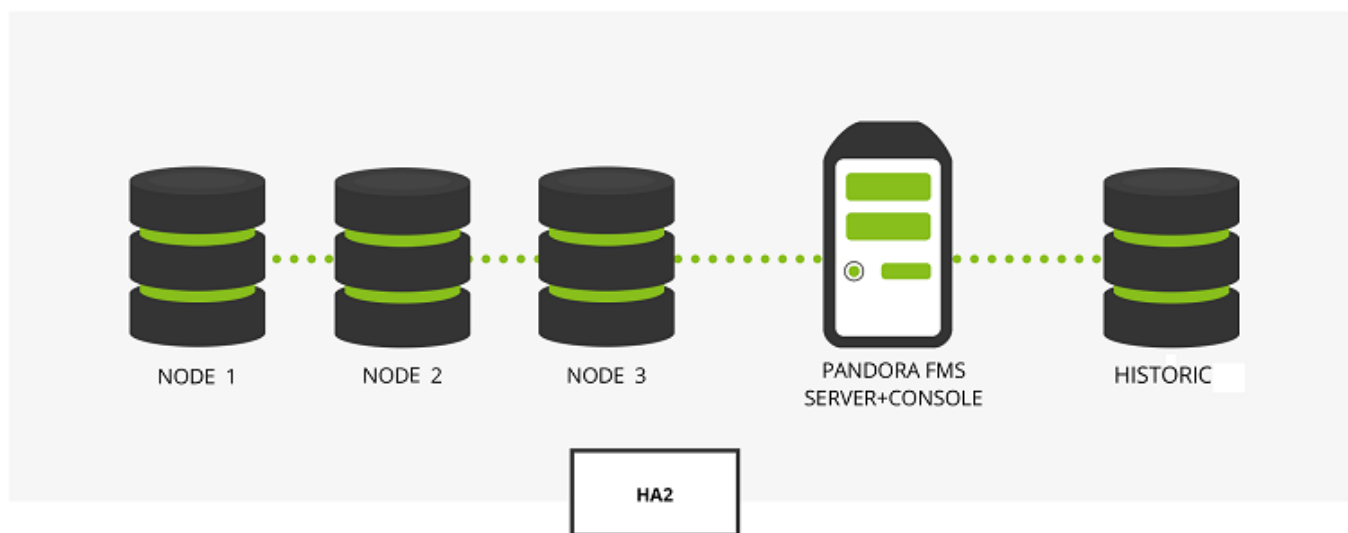 NODE 1
NODE 2
NODE 3
PANDORA FMS
SERVER+CONSOLE
HISTORIC
HA2